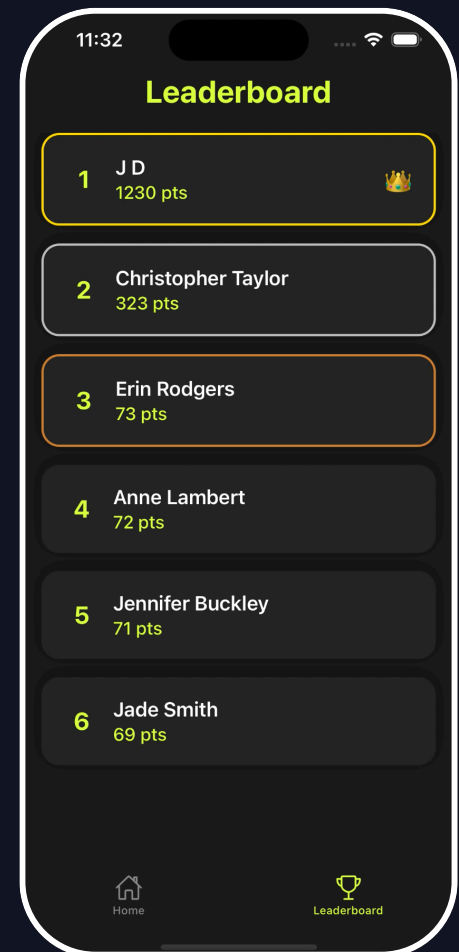 11:32
Leaderboard
1
J D
1230 pts
2
Christopher Taylor
323 pts
3
Erin Rodgers
73 pts
4
Anne Lambert
72 pts
5
Jennifer Buckley
71 pts
6
Jade Smith
69 pts
Home
Leaderboard